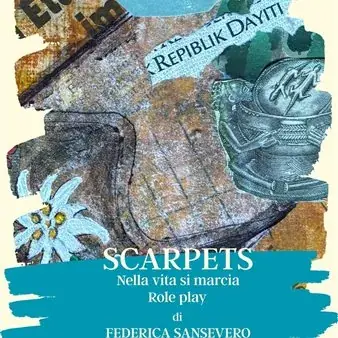 REPIBLIK DAYITI
SCARPETS
Nella vita si marcia
Role play
di
FEDERICA SANSEVERO